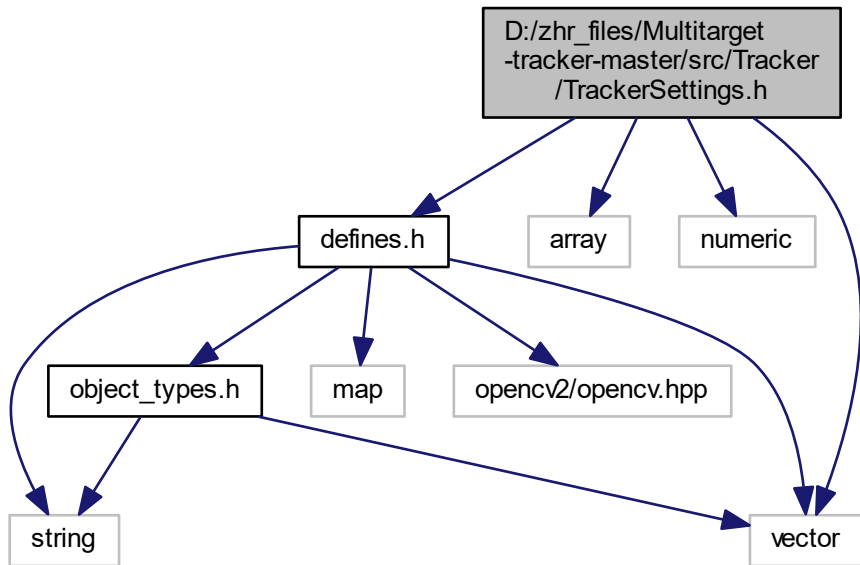 D:/zhr_files/Multitarget
-tracker-master/src/Tracker
/TrackerSettings.h
defines.h
array
numeric
object_types.h
map
opencv2/opencv.hpp
string
vector